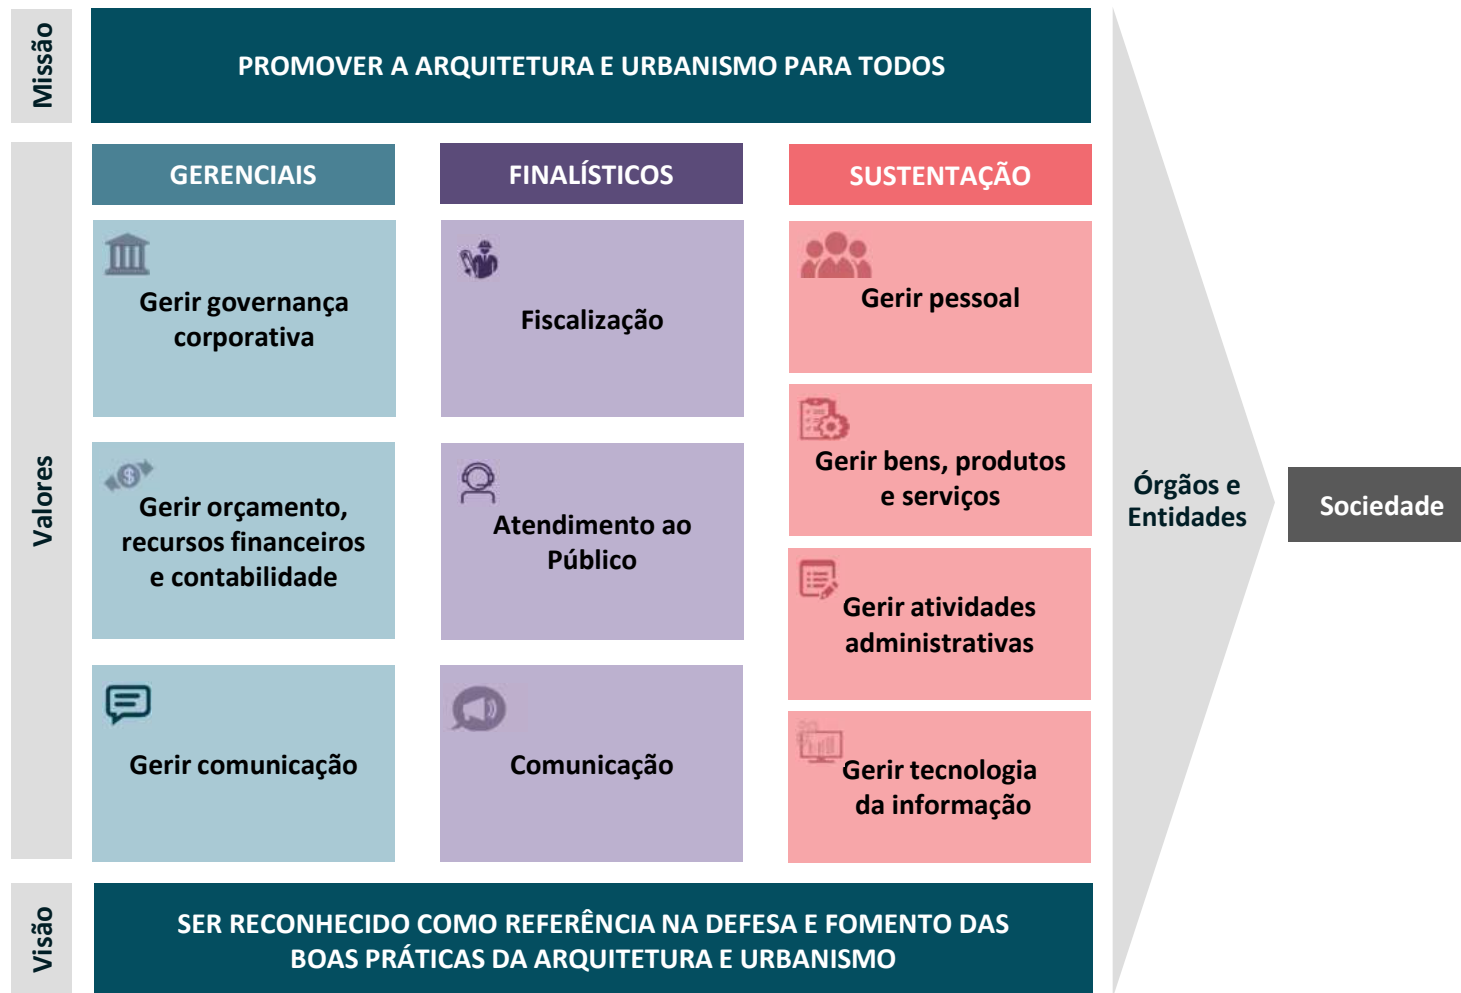 Missão
PROMOVER A ARQUITETURA E URBANISMO PARA TODOS
Valores
GERENCIAIS
Gerir governança
corporativa
Gerir orçamento,
recursos financeiros
e contabilidade
Gerir comunicação
FINALÍSTICOS
Fiscalização
Atendimento ao
Público
Comunicação
SUSTENTAÇÃO
Gerir pessoal
Gerir bens, produtos
e serviços
Gerir atividades
administrativas
Gerir tecnologia
da informação
Órgãos e
Entidades
Sociedade
Visão
SER RECONHECIDO COMO REFERÊNCIA NA DEFESA E FOMENTO DAS
BOAS PRÁTICAS DA ARQUITETURA E URBANISMO